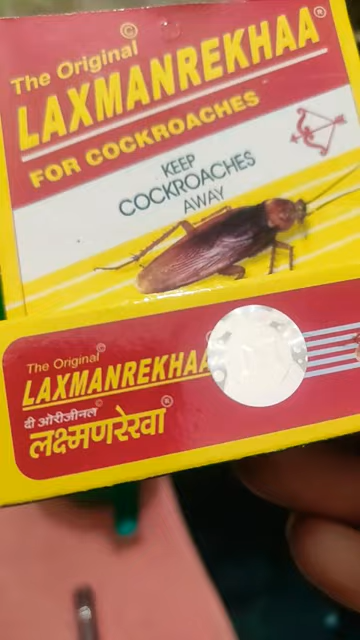 The Original©
LAXMANREKHAA®
FOR COCKROACHES
KEEP
COCKROACHES
AWAY
The Original©
LAXMANREKHAA
दी ओरीजीनल©
लक्ष्मणरेखा®